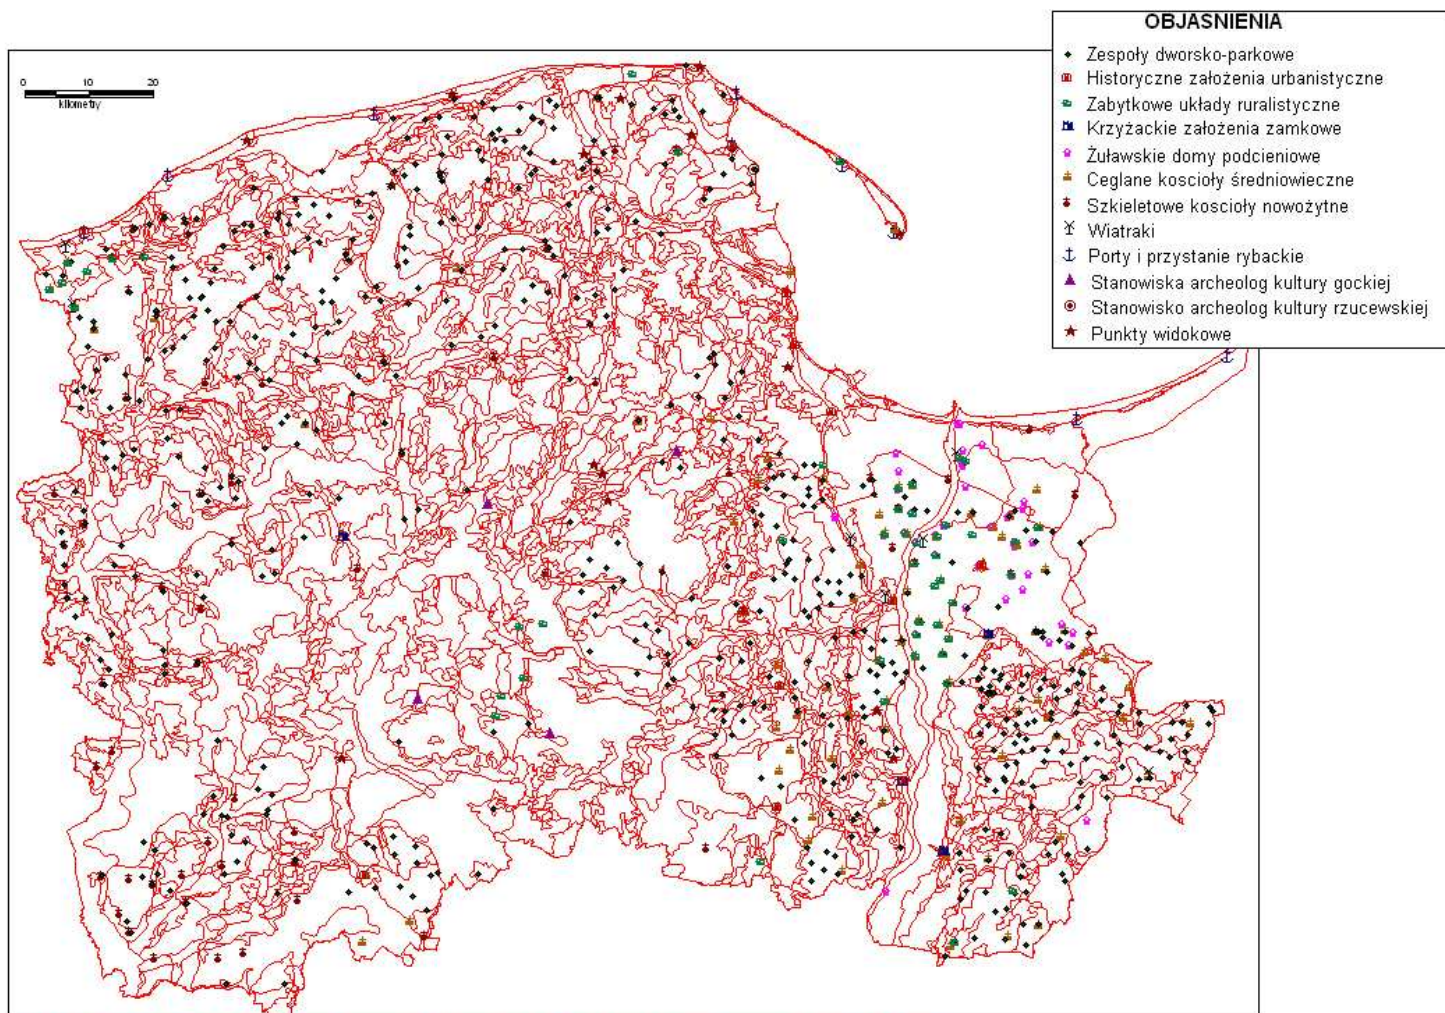 OBJASNIENIA
Zespoły dworsko-parkowe
Historyczne założenia urbanistyczne
Zabytkowe układy ruralistyczne
Krzyżackie założenia zamkowe
Żuławskie domy podcieniowe
Ceglane koscioły średniowieczne
Szkieletowe koscioły nowożytne
Wiatraki
Porty i przystanie rybackie
Stanowiska archeolog kultury gockiej
Stanowisko archeolog kultury rzucewskiej
Punkty widokowe
0 10 20
kilometry